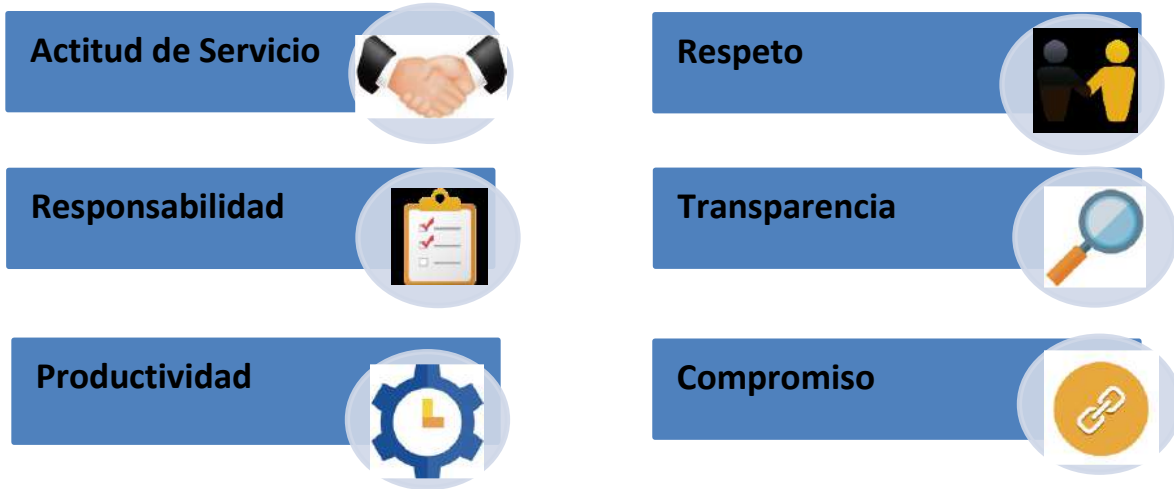 Actitud de Servicio
Respeto
Responsabilidad
Transparencia
Productividad
Compromiso